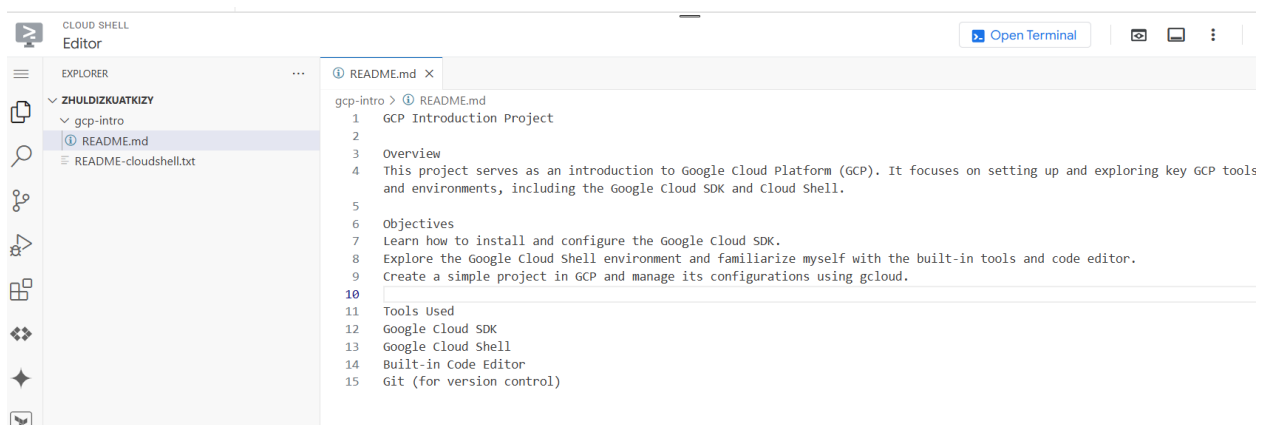 CLOUD SHELL
Editor
Open Terminal
EXPLORER
README.md
ZHULDIZKUATKIZY
gcp-intro
README.md
README-cloudshell.txt
gcp-intro > README.md
1 GCP Introduction Project
2
3 Overview
4 This project serves as an introduction to Google Cloud Platform (GCP). It focuses on setting up and exploring key GCP tools
and environments, including the Google Cloud SDK and Cloud Shell.
5
6 Objectives
7 Learn how to install and configure the Google Cloud SDK.
8 Explore the Google Cloud Shell environment and familiarize myself with the built-in tools and code editor.
9 Create a simple project in GCP and manage its configurations using gcloud.
10
11 Tools Used
12 Google Cloud SDK
13 Google Cloud Shell
14 Built-in Code Editor
15 Git (for version control)